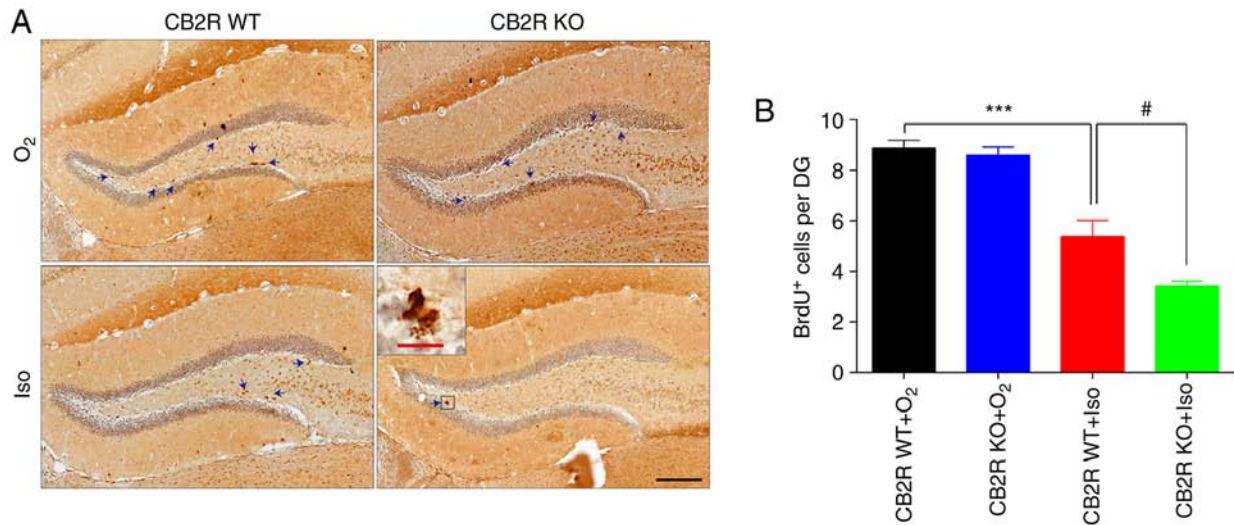 A
CB2R WT
CB2R KO
O₂
Iso
B
BrdU⁺ cells per DG
10
8
6
4
2
0
***
#
CB2R WT+O₂
CB2R KO+O₂
CB2R WT+Iso
CB2R KO+Iso